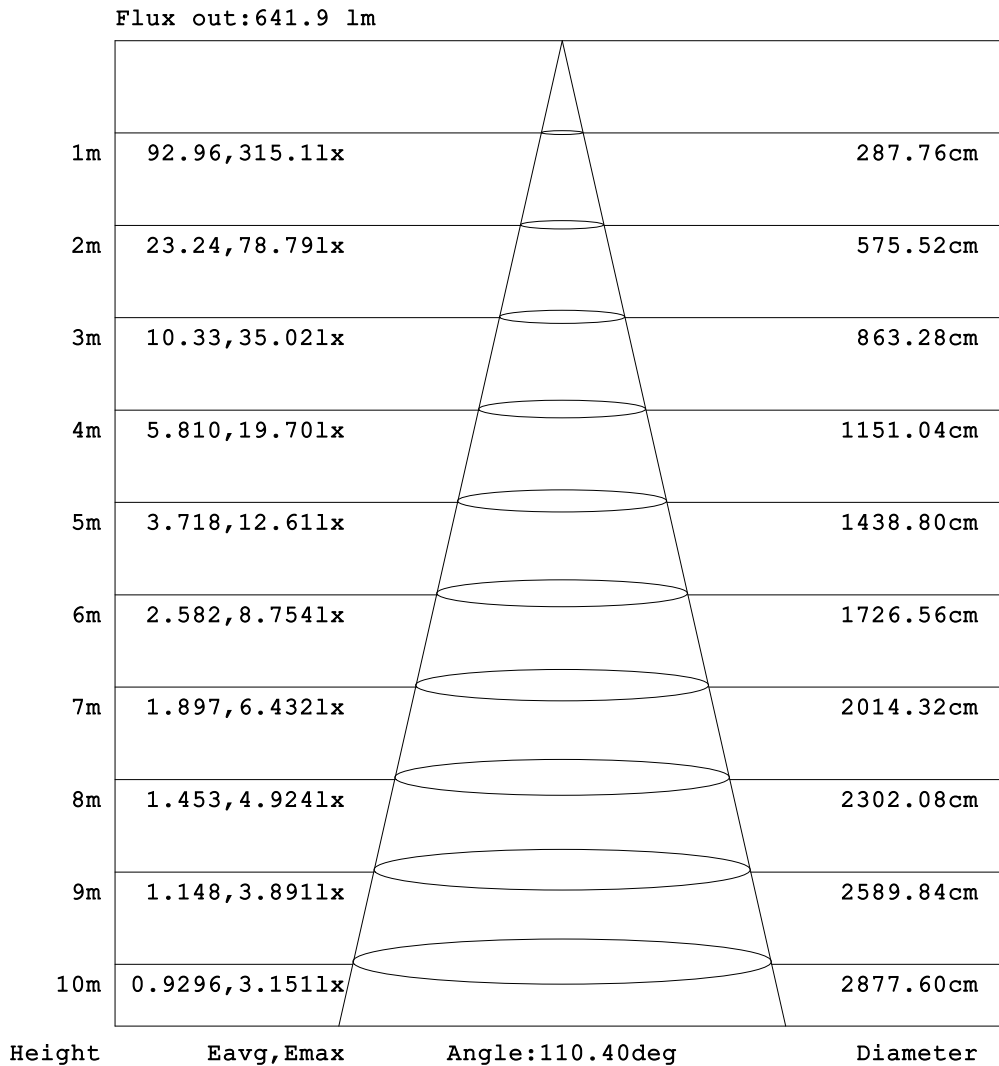 Flux out:641.9 lm
1m 92.96,315.1lx 287.76cm
2m 23.24,78.79lx 575.52cm
3m 10.33,35.02lx 863.28cm
4m 5.810,19.70lx 1151.04cm
5m 3.718,12.61lx 1438.80cm
6m 2.582,8.754lx 1726.56cm
7m 1.897,6.432lx 2014.32cm
8m 1.453,4.924lx 2302.08cm
9m 1.148,3.891lx 2589.84cm
10m 0.9296,3.151lx 2877.60cm
Height Eavg,Emax Angle:110.40deg Diameter